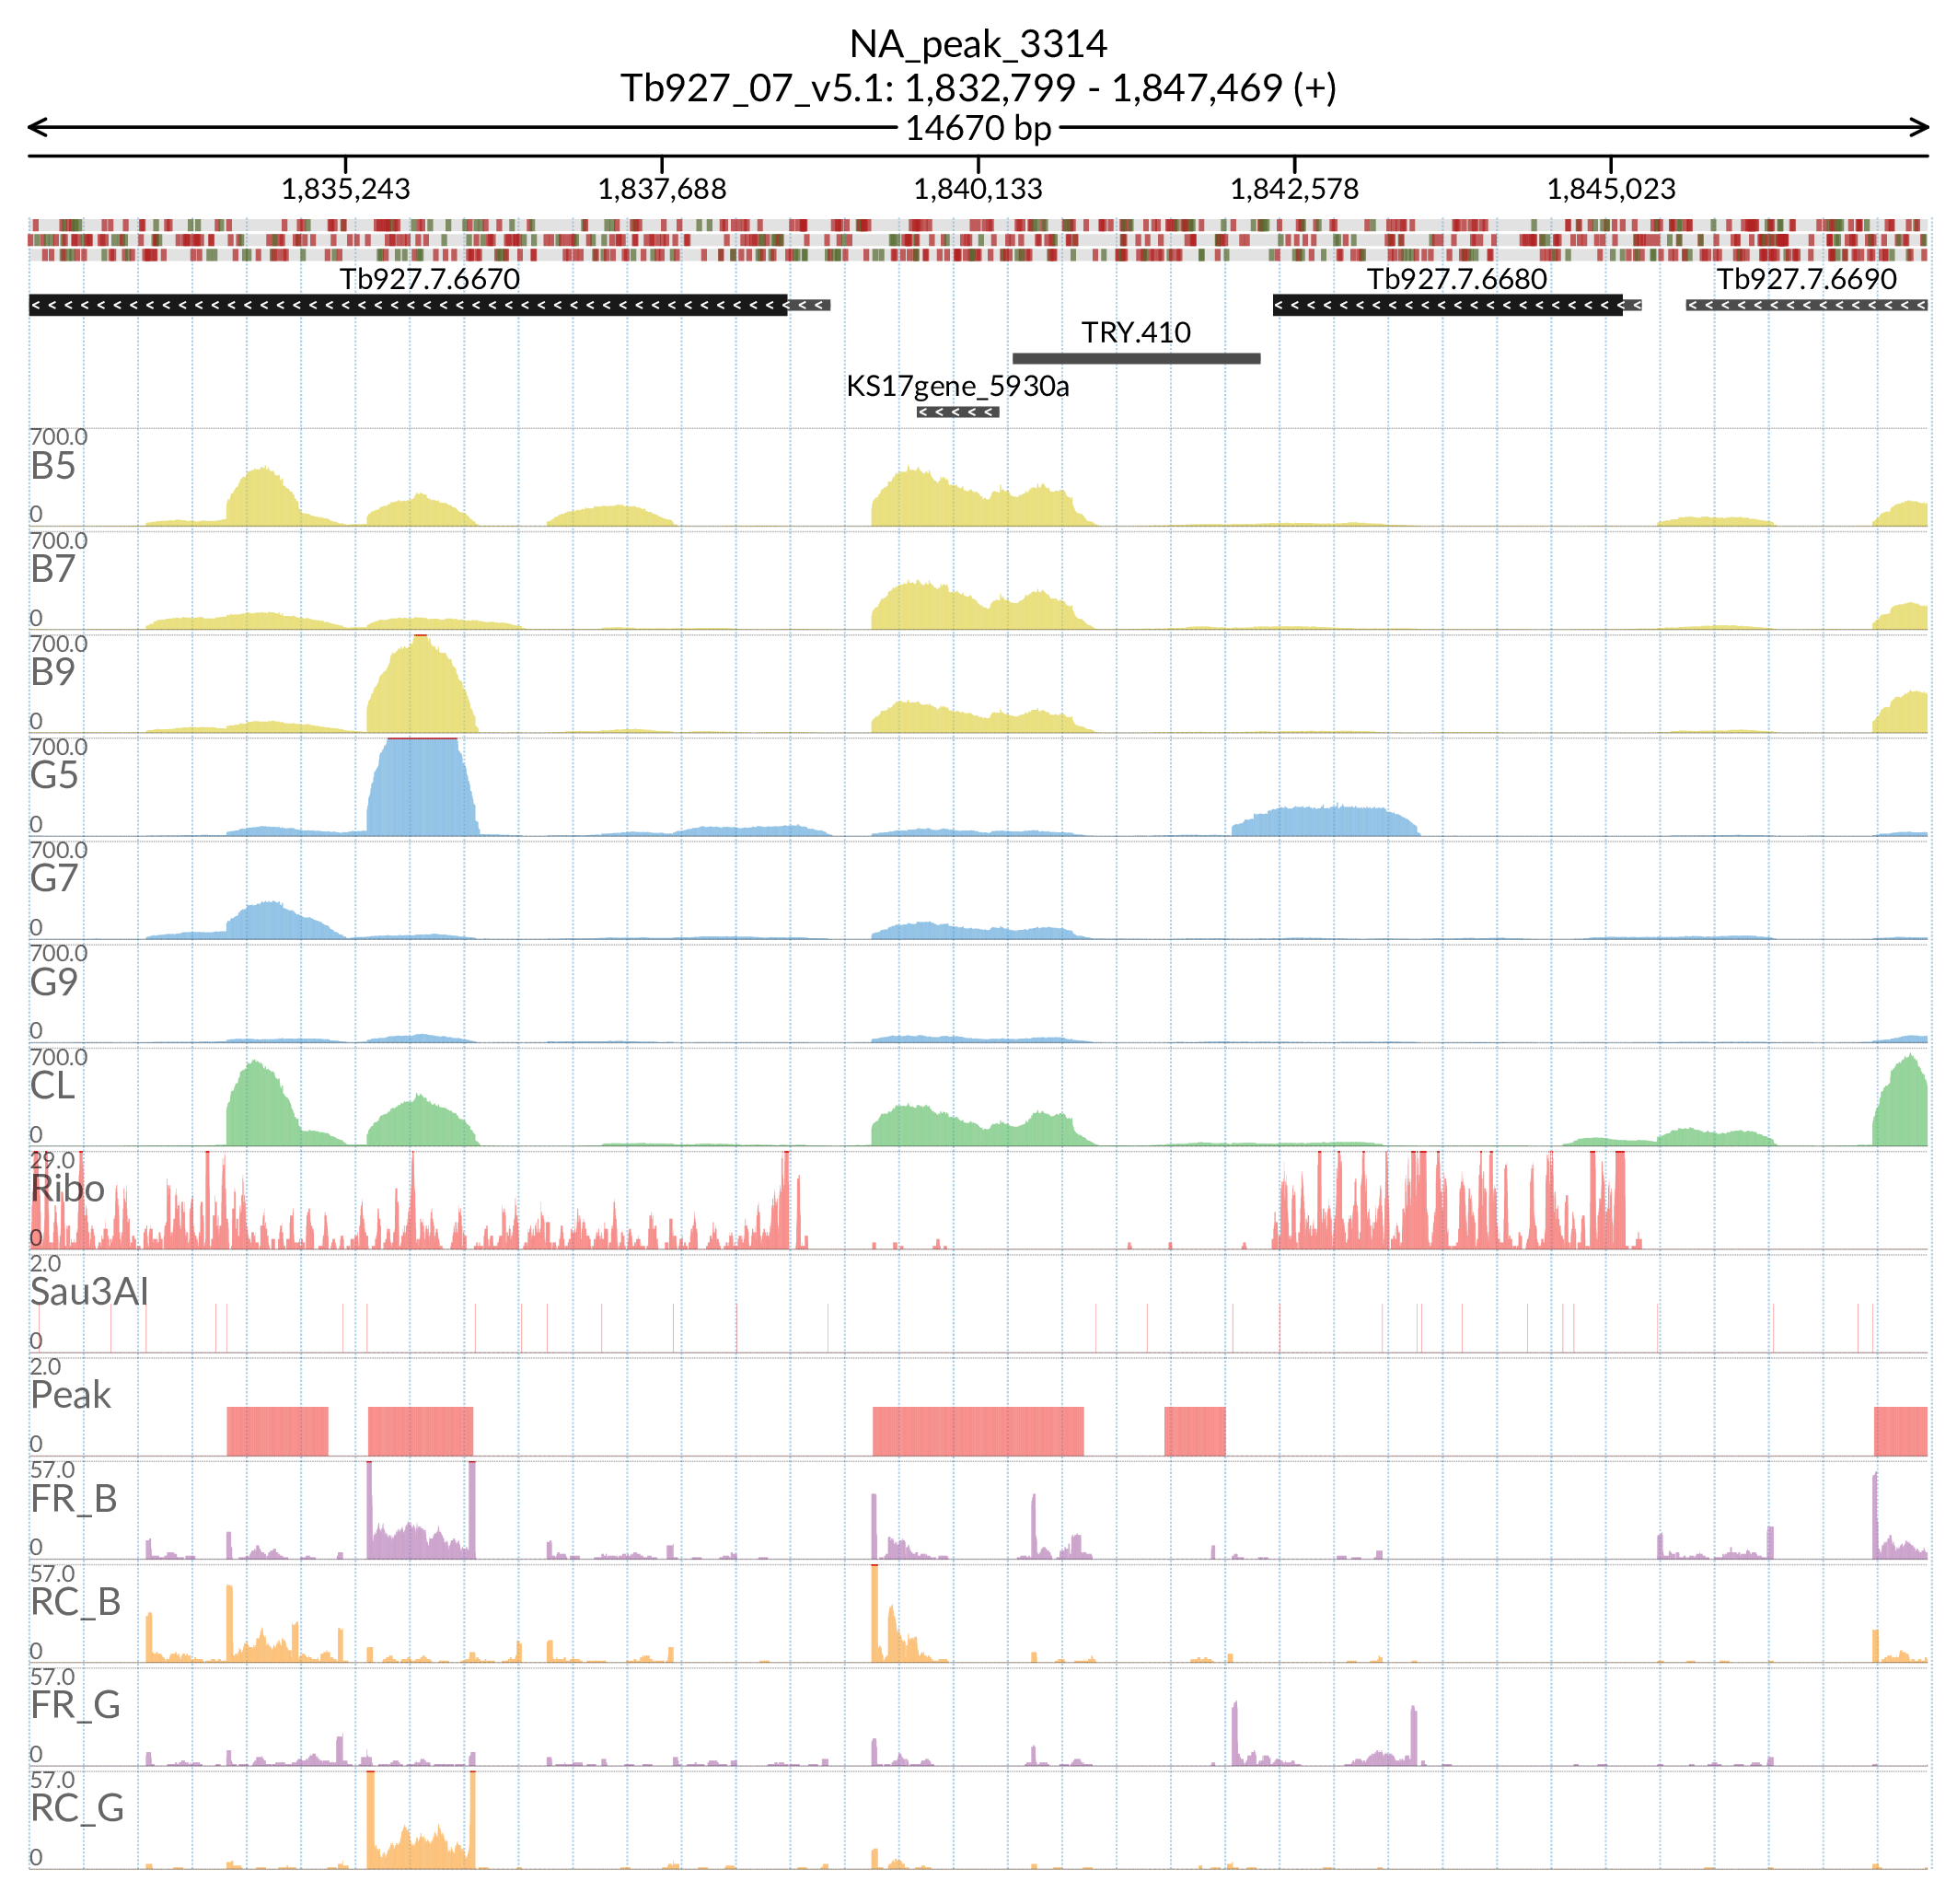 NA_peak_3314
Tb927_07_v5.1: 1,832,799 - 1,847,469 (+)
14670 bp
1,835,243 1,837,688 1,840,133 1,842,578 1,845,023
Tb927.7.6670 Tb927.7.6680 Tb927.7.6690
TRY.410
KS17gene_5930a
700.0
B5
0
700.0
B7
0
700.0
B9
0
700.0
G5
0
700.0
G7
0
700.0
G9
0
700.0
CL
0
29.0
Ribo
0
2.0
Sau3AI
0
2.0
Peak
0
57.0
FR_B
0
57.0
RC_B
0
57.0
FR_G
0
57.0
RC_G
0